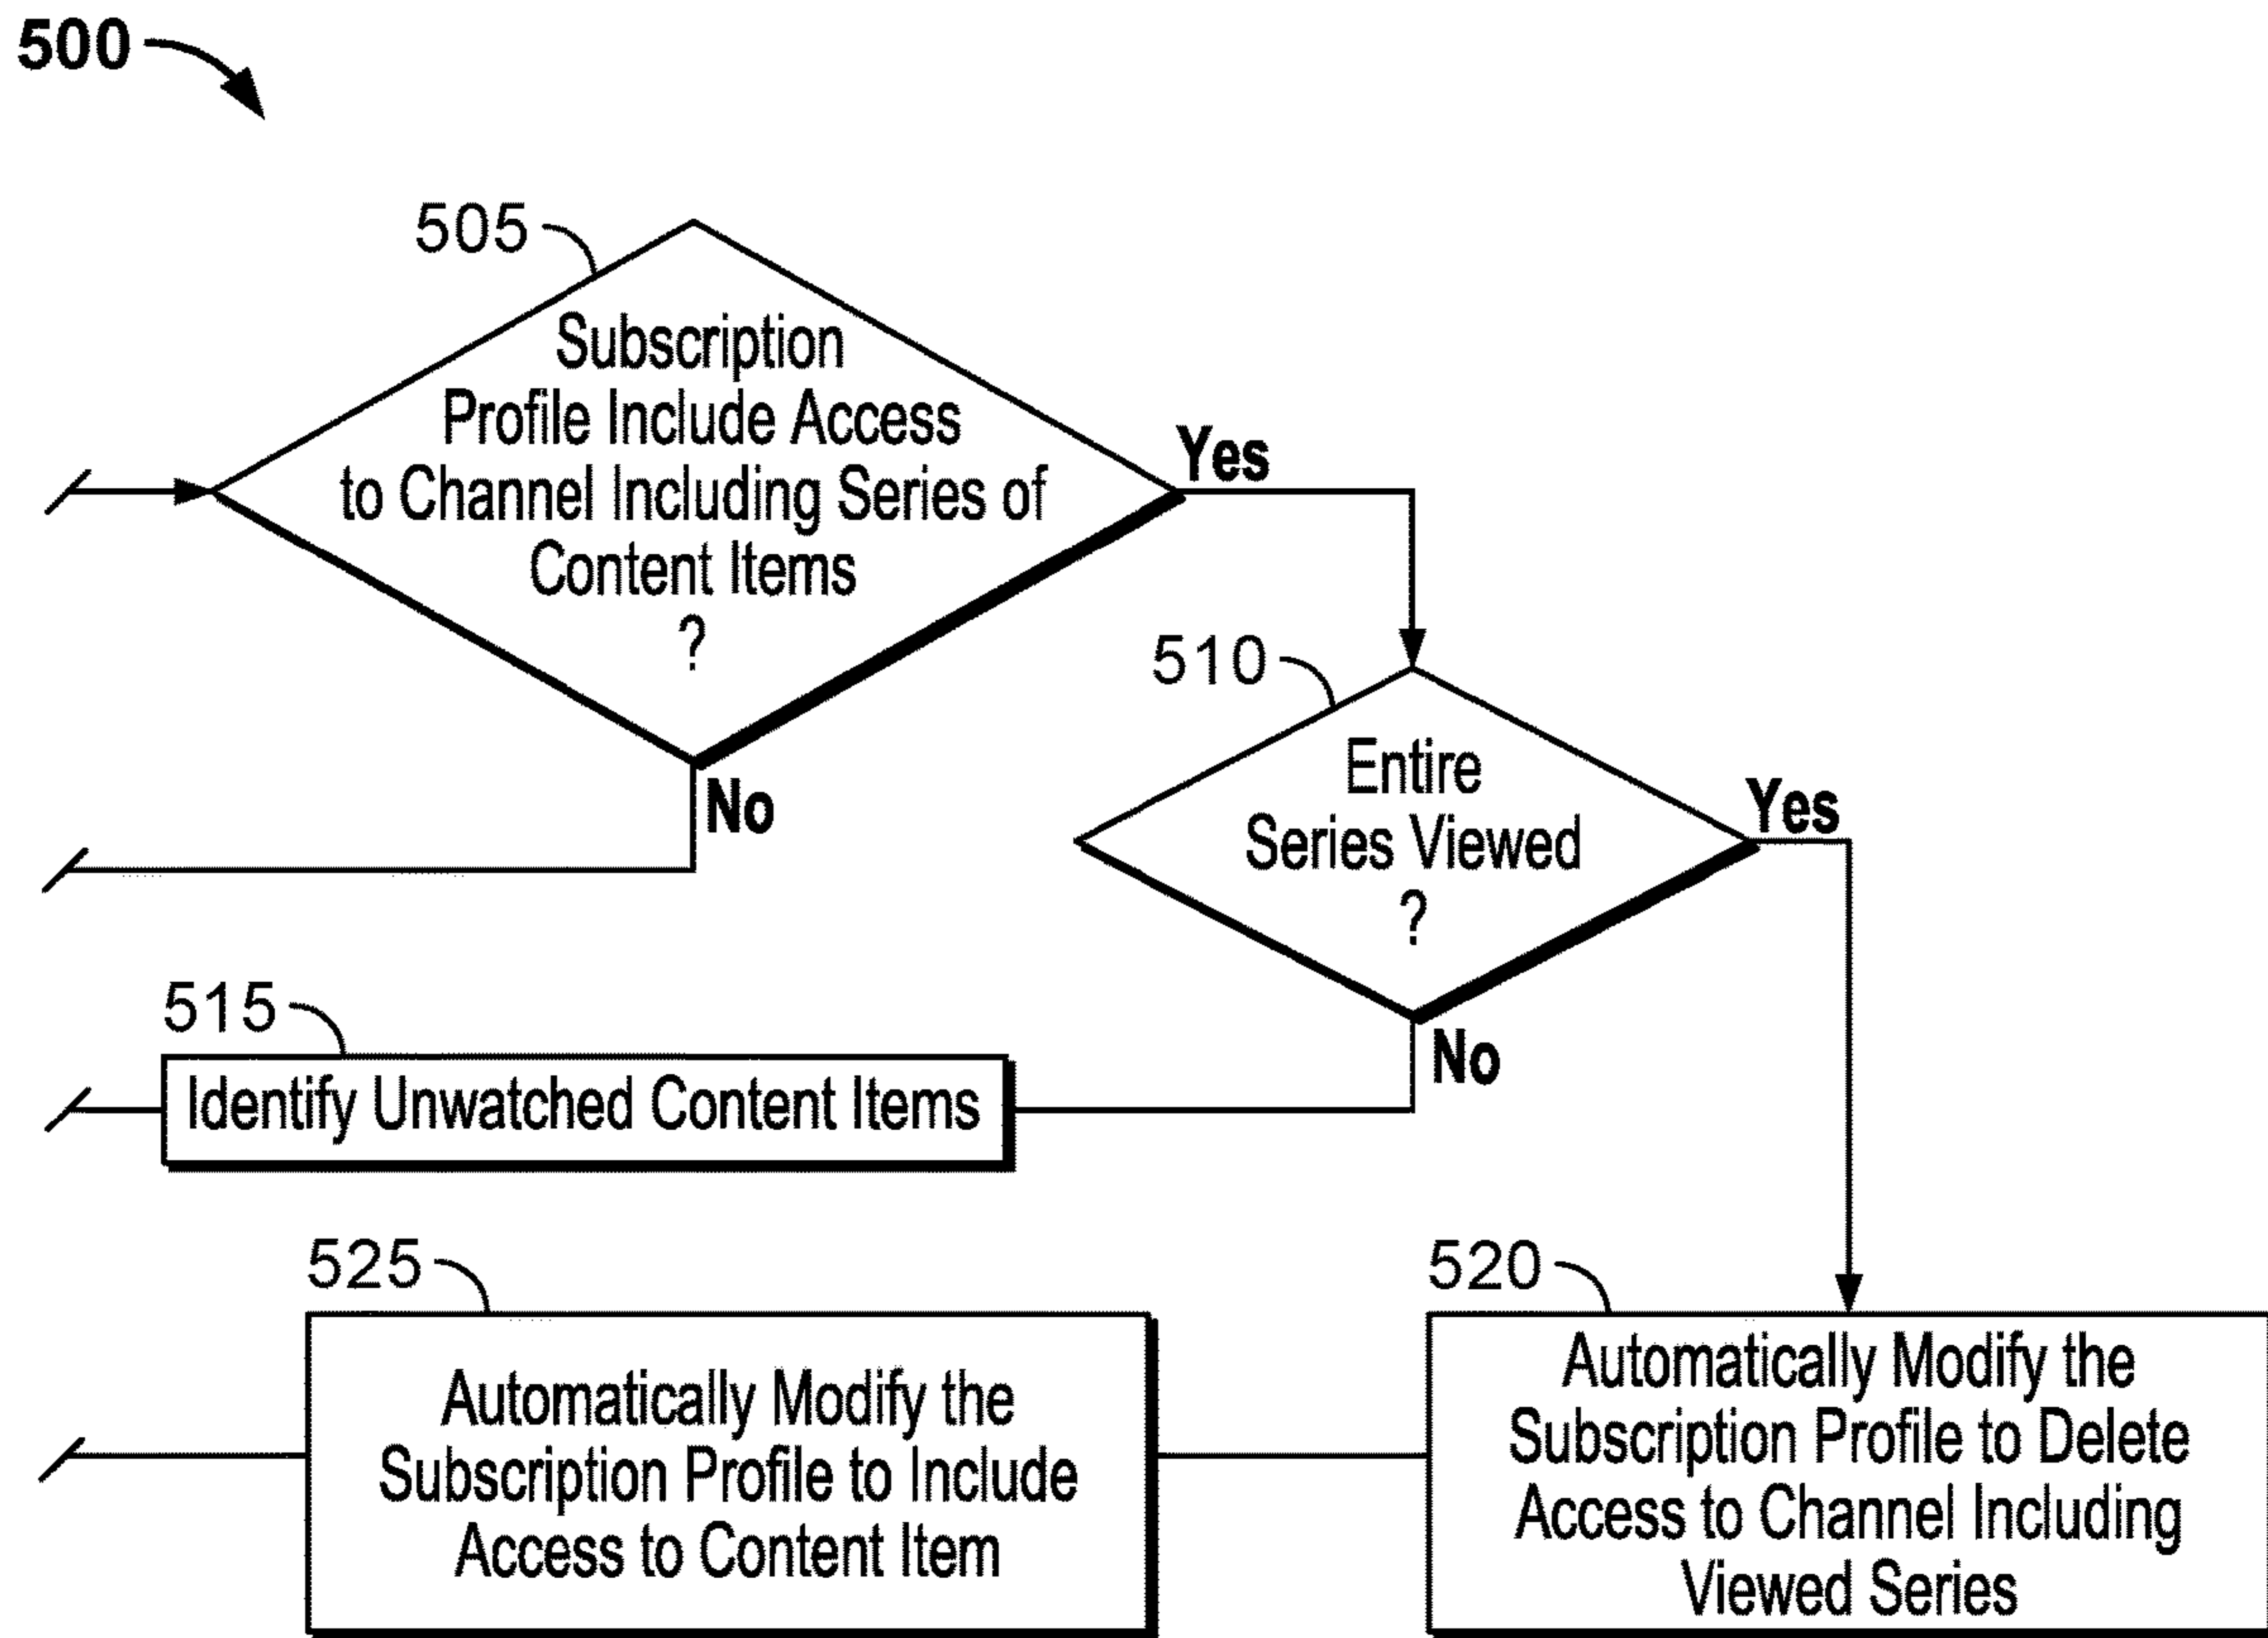 500
505
Subscription
Profile Include Access
to Channel Including Series of
Content Items
?
Yes
No
510
Entire
Series Viewed
?
Yes
No
515
Identify Unwatched Content Items
525
Automatically Modify the
Subscription Profile to Include
Access to Content Item
520
Automatically Modify the
Subscription Profile to Delete
Access to Channel Including
Viewed Series